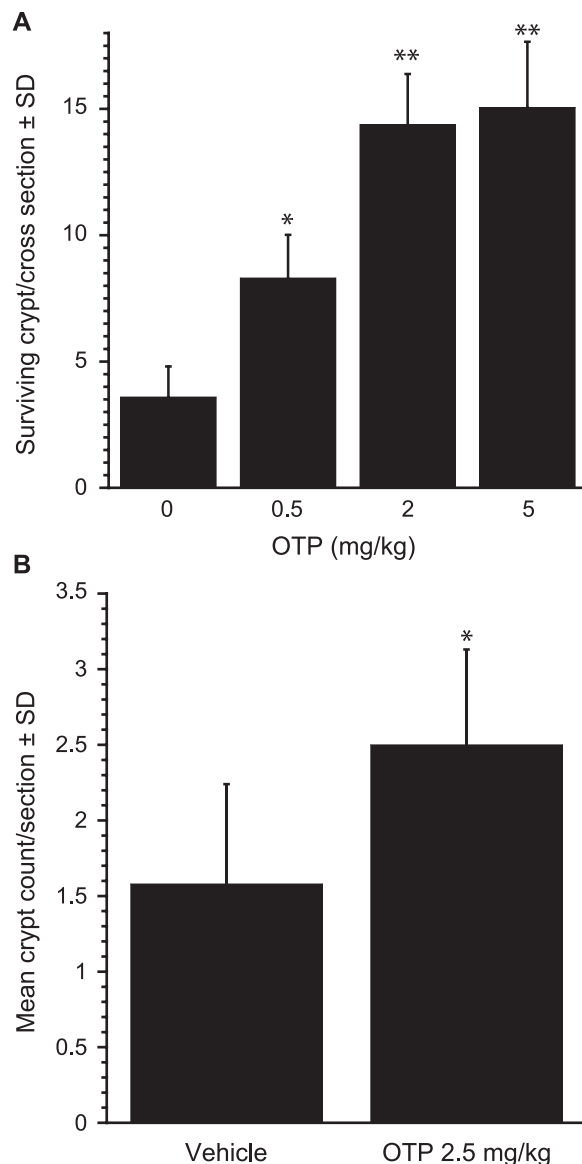 A
Surviving crypt/cross section ± SD
15
10
5
0
* ** **
0 0.5 2 5
OTP (mg/kg)
B
Mean crypt count/section ± SD
3.5
3
2.5
2
1.5
1
0.5
0
*
Vehicle OTP 2.5 mg/kg